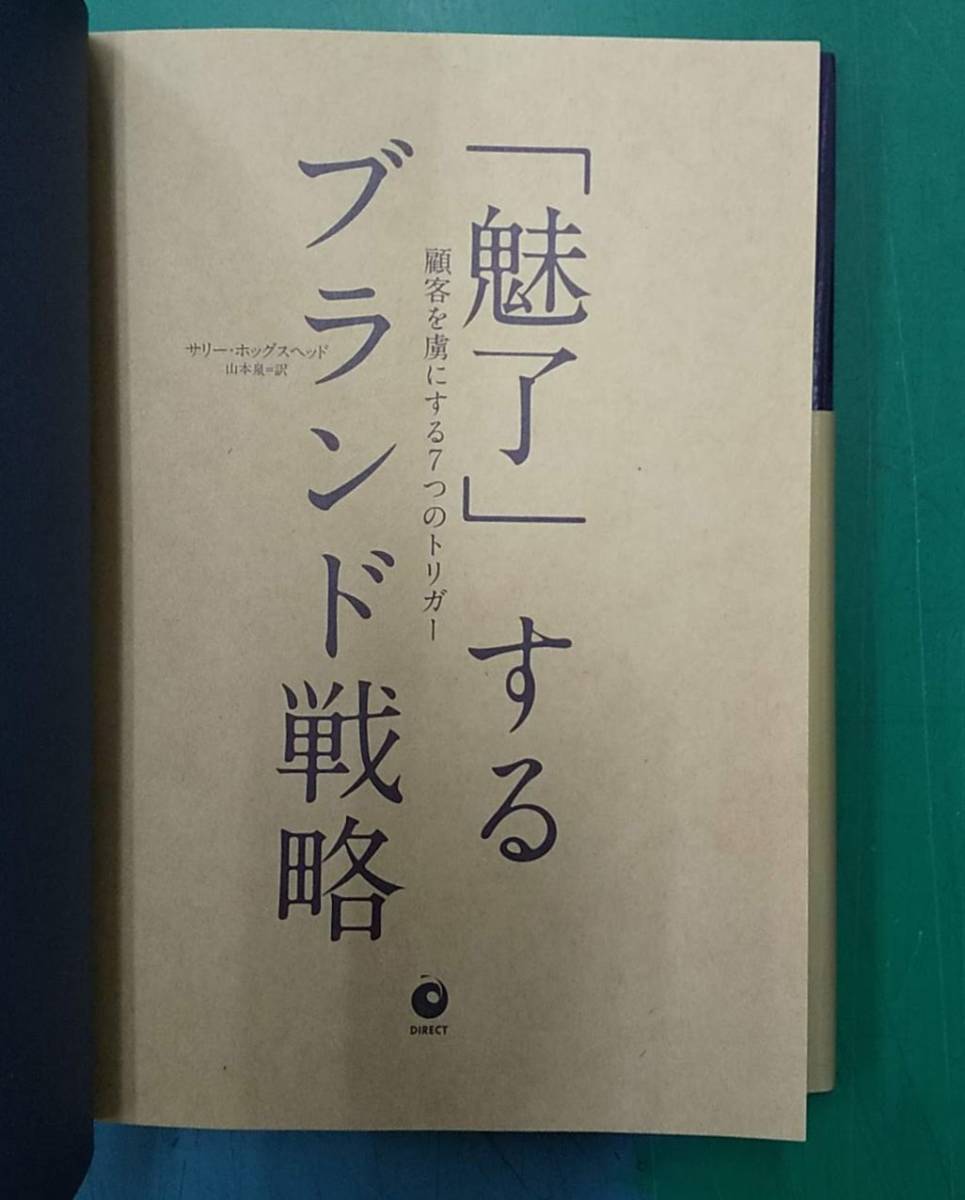 「魅了」する
顧客を虜にする7つのトリガー
ブランド戦略
サリー・ホッグスヘッド
山本泉=訳
DIRECT